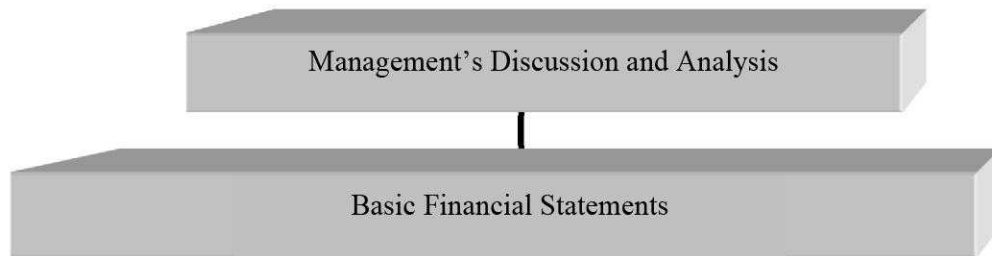 Management’s Discussion and Analysis
Basic Financial Statements